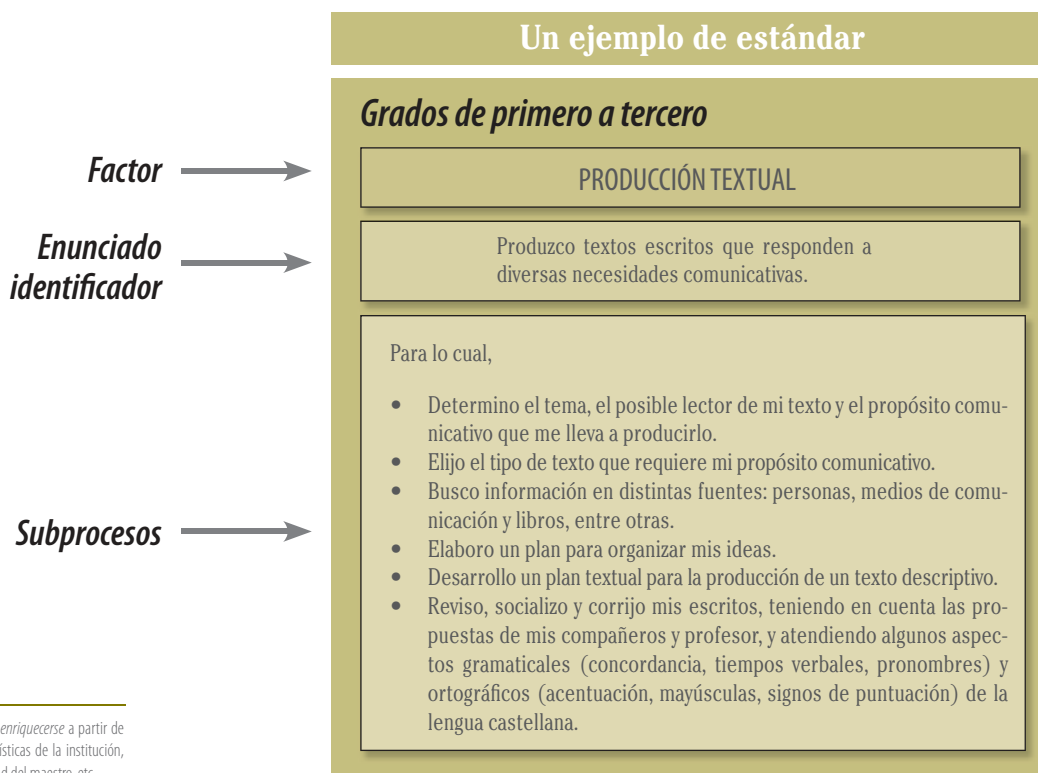 Un ejemplo de estándar
Grados de primero a tercero
Factor
PRODUCCIÓN TEXTUAL
Enunciado
identificador
Produzco textos escritos que responden a
diversas necesidades comunicativas.
Para lo cual,
• Determino el tema, el posible lector de mi texto y el propósito comu-
nicativo que me lleva a producirlo.
• Elijo el tipo de texto que requiere mi propósito comunicativo.
• Busco información en distintas fuentes: personas, medios de comu-
nicación y libros, entre otras.
Subprocesos
• Elaboro un plan para organizar mis ideas.
• Desarrollo un plan textual para la producción de un texto descriptivo.
• Reviso, socializo y corrijo mis escritos, teniendo en cuenta las pro-
puestas de mis compañeros y profesor, y atendiendo algunos aspec-
tos gramaticales (concordancia, tiempos verbales, pronombres) y
ortográficos (acentuación, mayúsculas, signos de puntuación) de la
lengua castellana.
enriquecerse a partir de
ísticas de la institución,
d del maestro, etc.